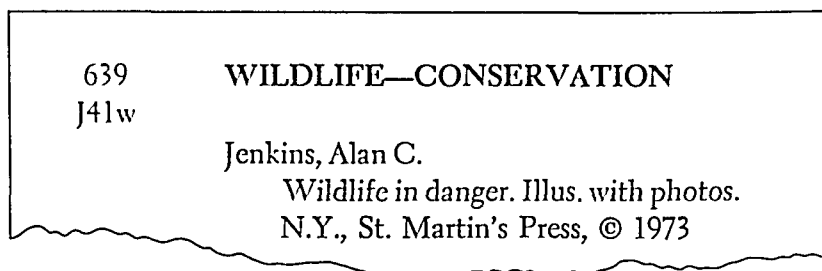 639 WILDLIFE—CONSERVATION
J41w
Jenkins, Alan C.
Wildlife in danger. Illus. with photos.
N.Y., St. Martin's Press, © 1973